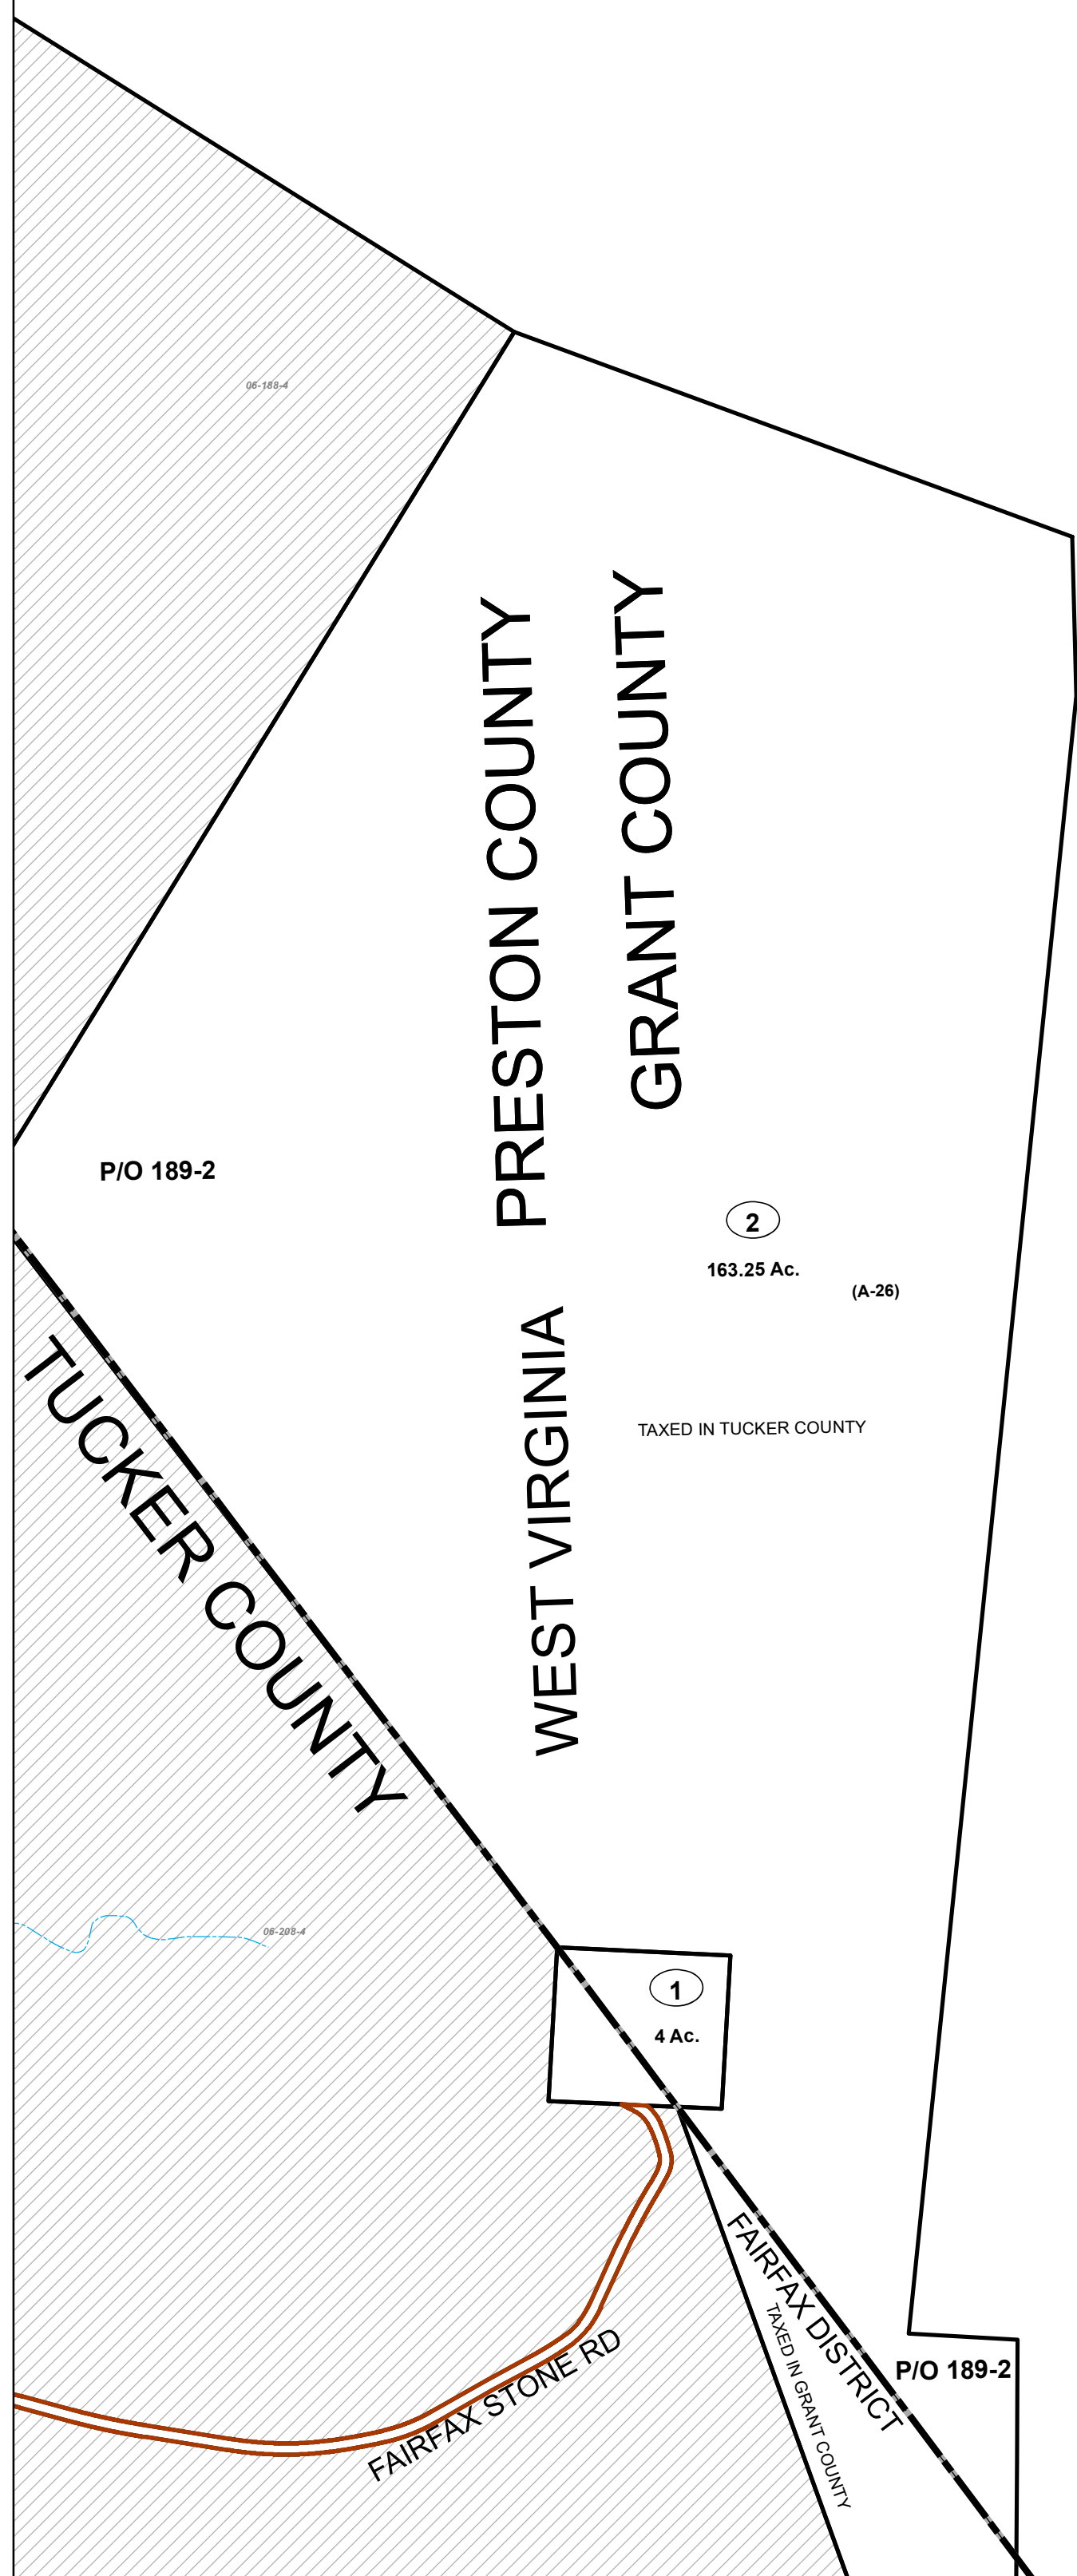 06-188-4
PRESTON COUNTY
GRANT COUNTY
P/O 189-2
2
163.25 Ac.
(A-26)
WEST VIRGINIA
TAXED IN TUCKER COUNTY
TUCKER COUNTY
06-208-4
1
4 Ac.
FAIRFAX DISTRICT
TAXED IN GRANT COUNTY
P/O 189-2
FAIRFAX STONE RD